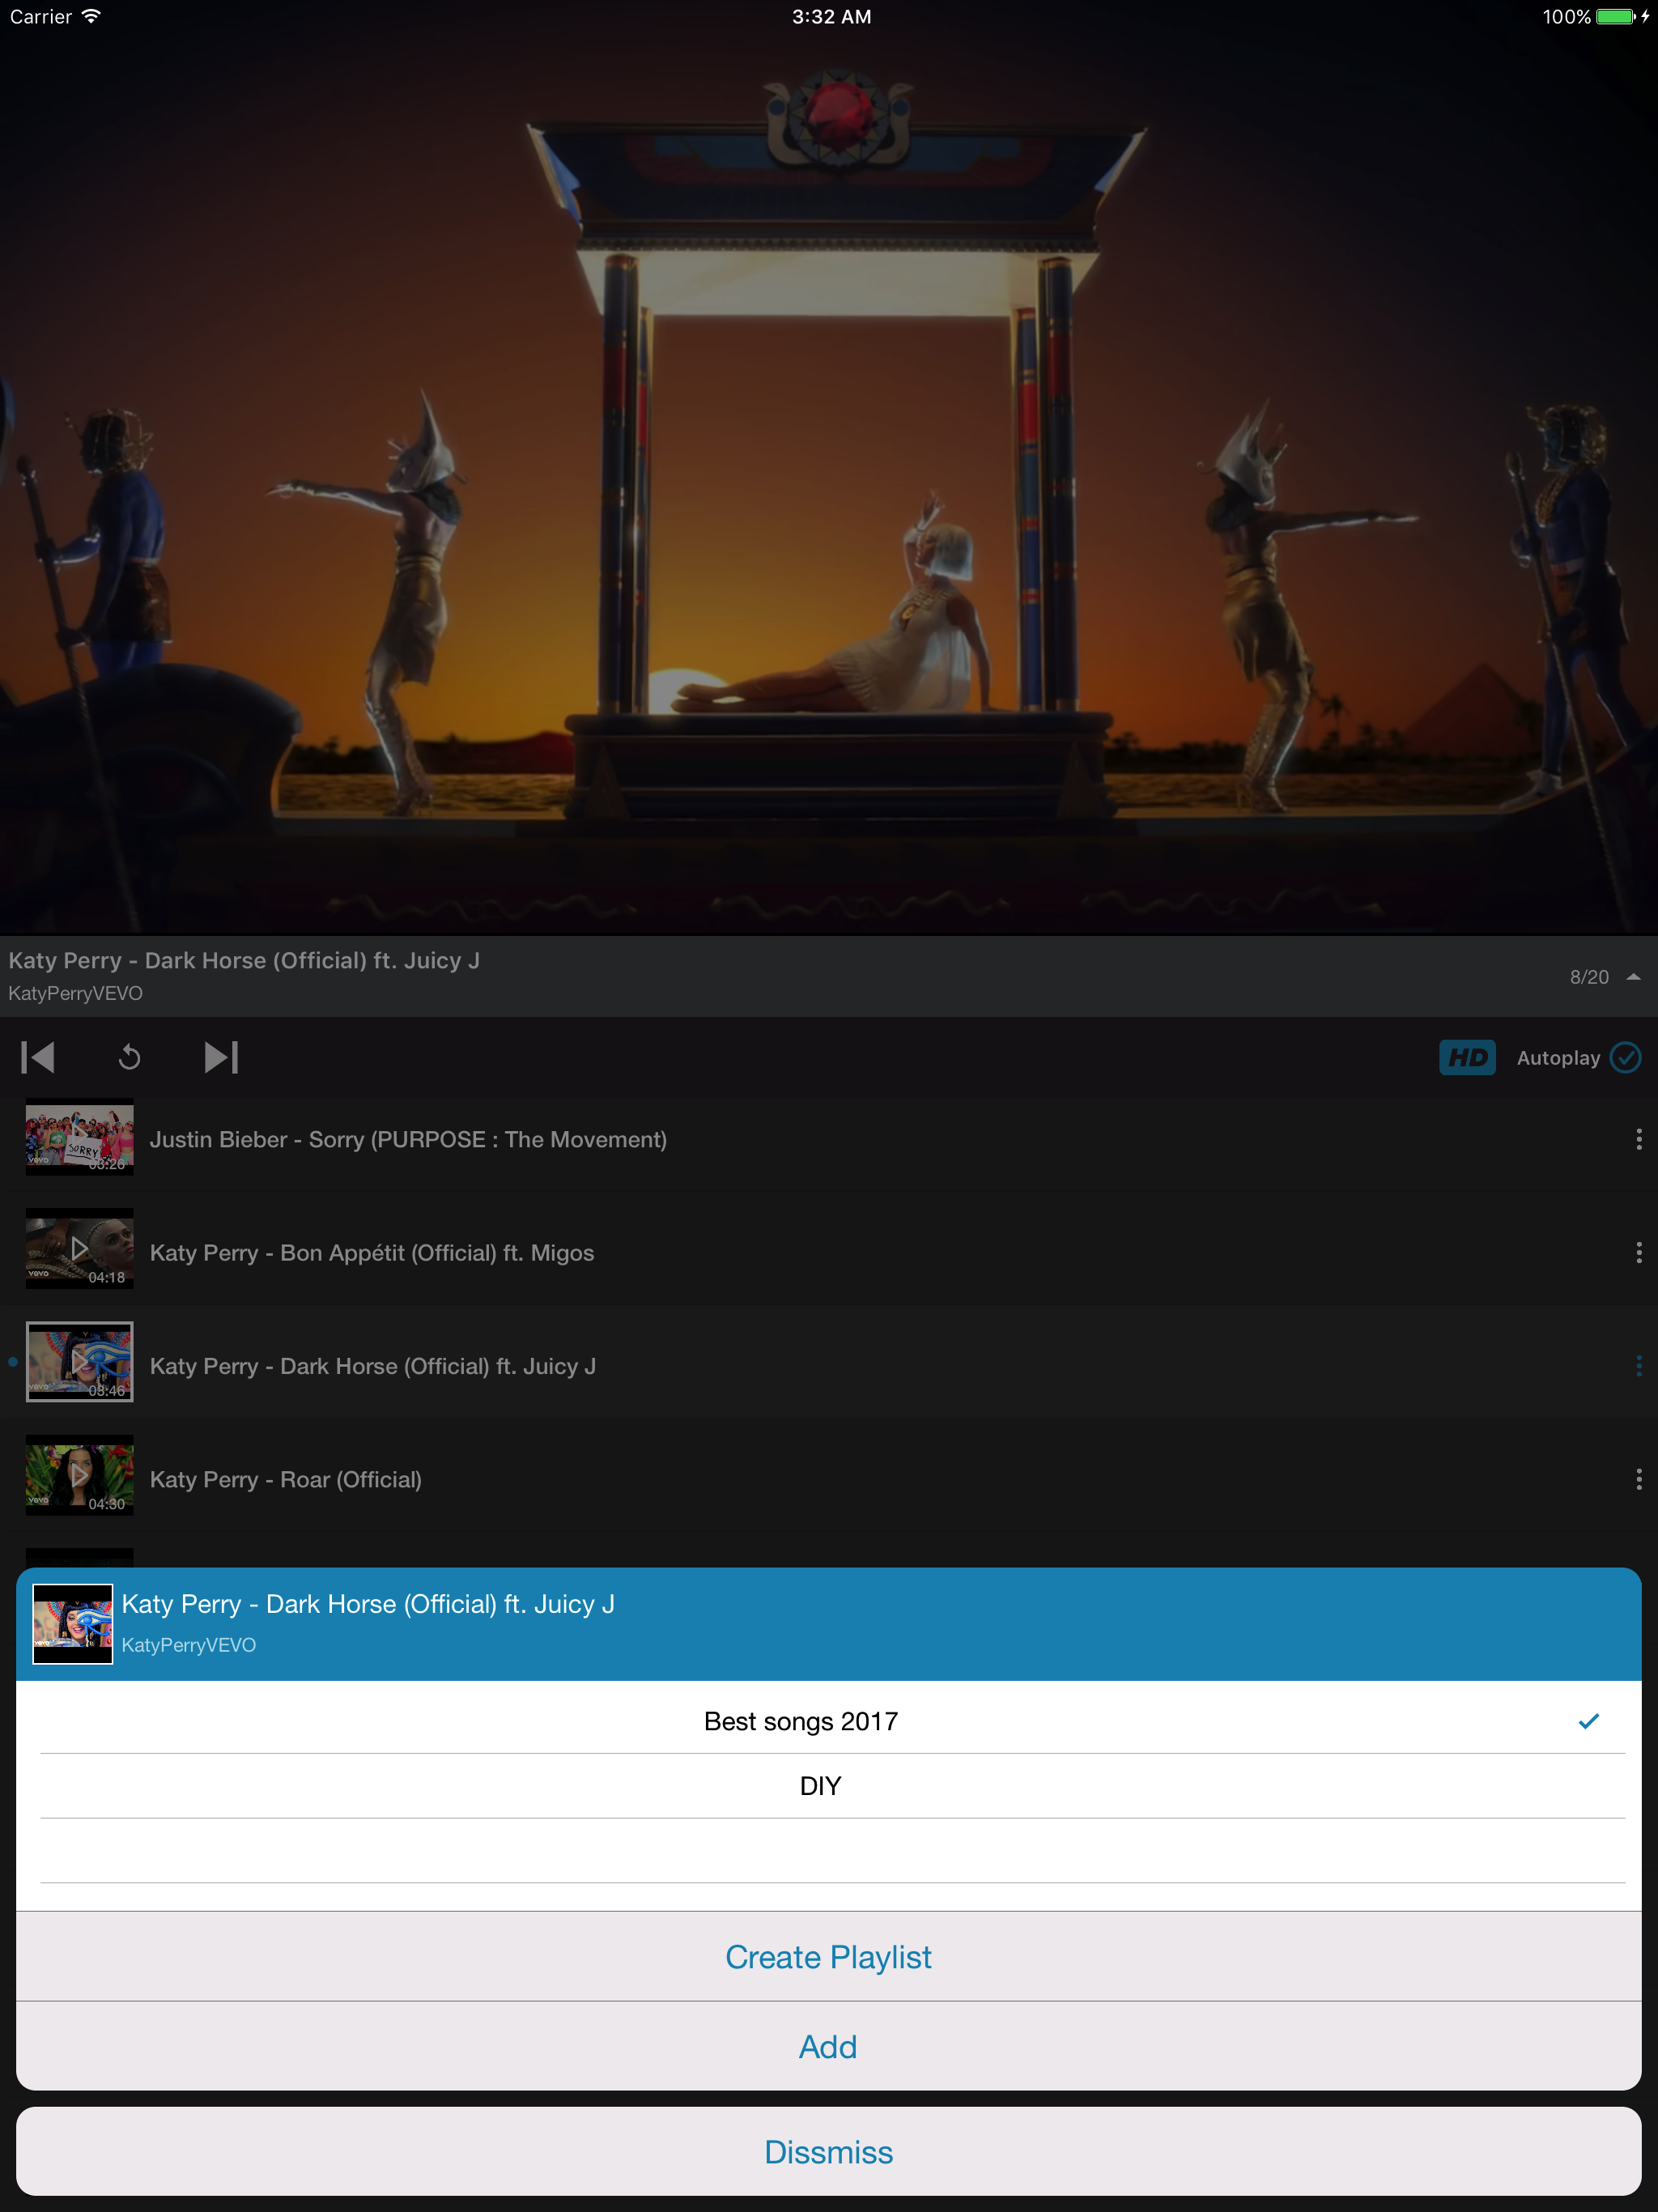 Carrier
3:32 AM
100%
Katy Perry - Dark Horse (Official) ft. Juicy J
KatyPerryVEVO
8/20
HD
Autoplay
SORRY
vevo
03:26
Justin Bieber - Sorry (PURPOSE : The Movement)
vevo
04:18
Katy Perry - Bon Appétit (Official) ft. Migos
vevo
03:46
Katy Perry - Dark Horse (Official) ft. Juicy J
vevo
04:30
Katy Perry - Roar (Official)
vevo
Katy Perry - Dark Horse (Official) ft. Juicy J
KatyPerryVEVO
Best songs 2017
DIY
Create Playlist
Add
Dissmiss